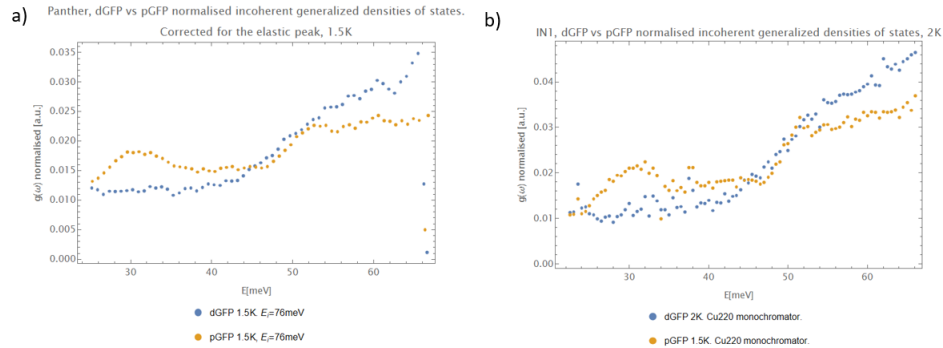 a)
Panther, dGFP vs pGFP normalised incoherent generalized densities of states.
Corrected for the elastic peak, 1.5K
0.035
0.030
0.025
0.020
0.015
0.010
0.005
0.000
g(ω) normalised [a.u.]
30 40 50 60
E[meV]
dGFP 1.5K. Ei=76meV
pGFP 1.5K, Ei=76meV
b)
IN1, dGFP vs pGFP normalised incoherent generalized densities of states, 2K
0.04
0.03
0.02
0.01
0.00
g(ω) normalised [a.u.]
30 40 50 60
E[meV]
dGFP 2K. Cu220 monochromator.
pGFP 1.5K. Cu220 monochromator.